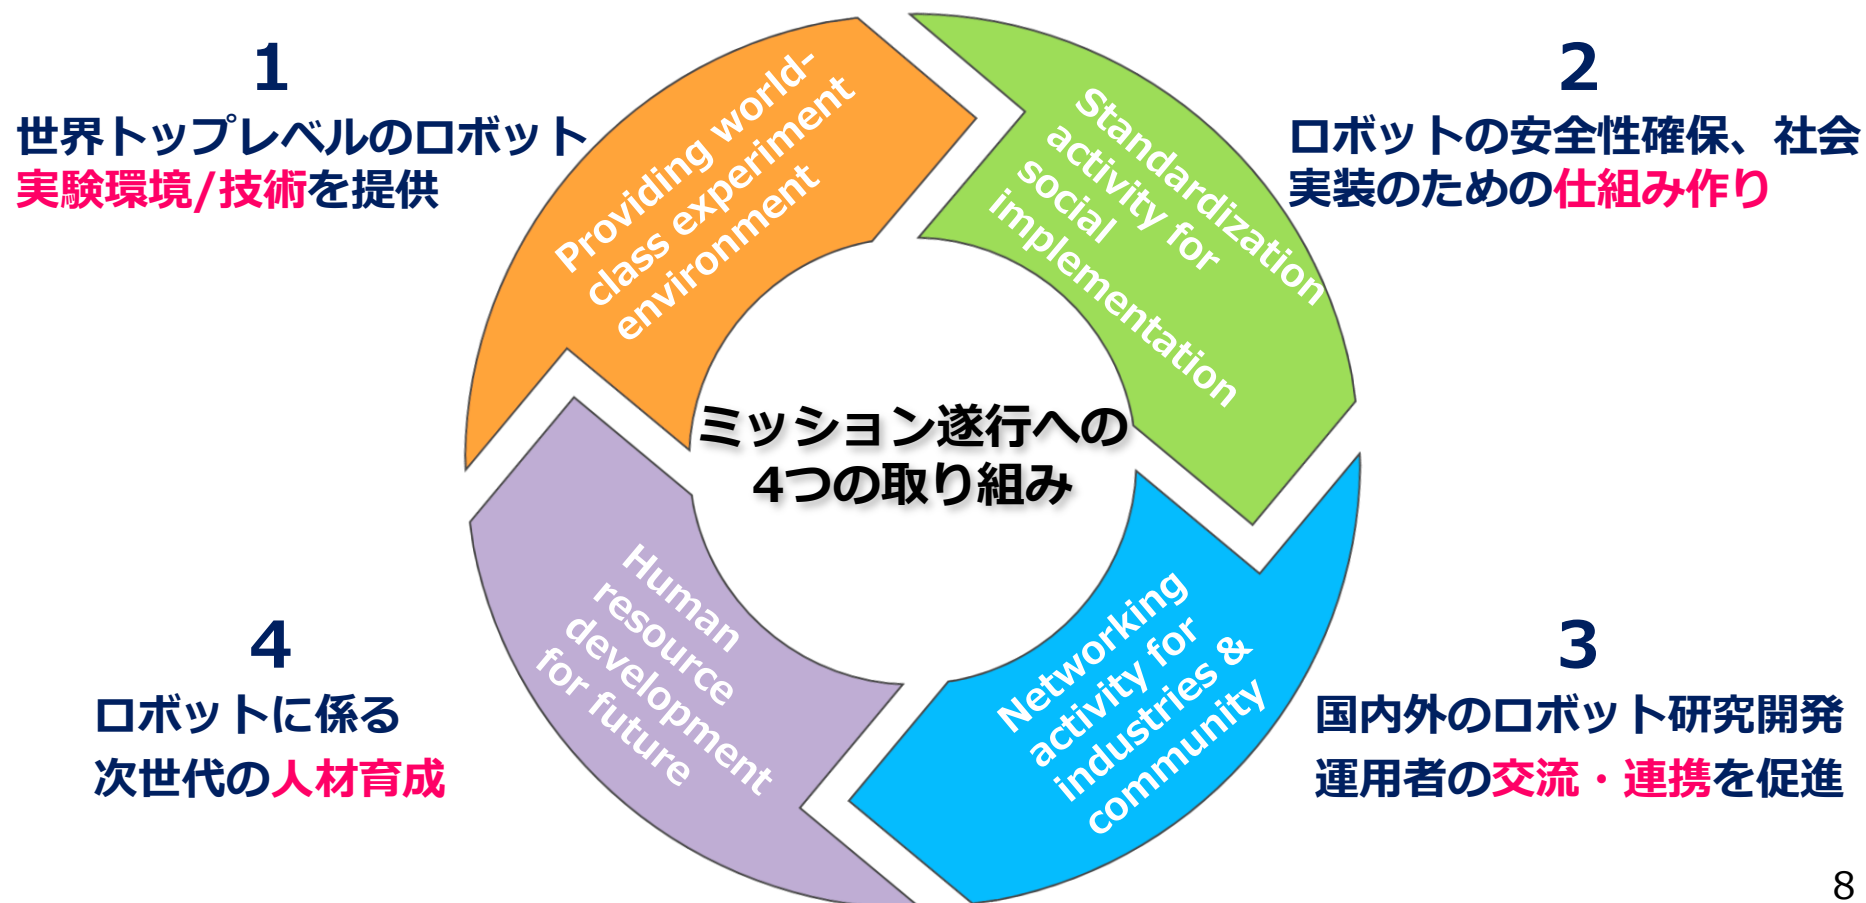 1
世界トップレベルのロボット
実験環境/技術を提供
Providing world-
class experiment
environment
2
ロボットの安全性確保、社会
実装のための仕組み作り
Standardization
activity for
social
implementation
ミッション遂行への
4つの取り組み
3
国内外のロボット研究開発
運用者の交流・連携を促進
Networking
activity for
industries &
community
4
ロボットに係る
次世代の人材育成
Human
resource
development
for future
8